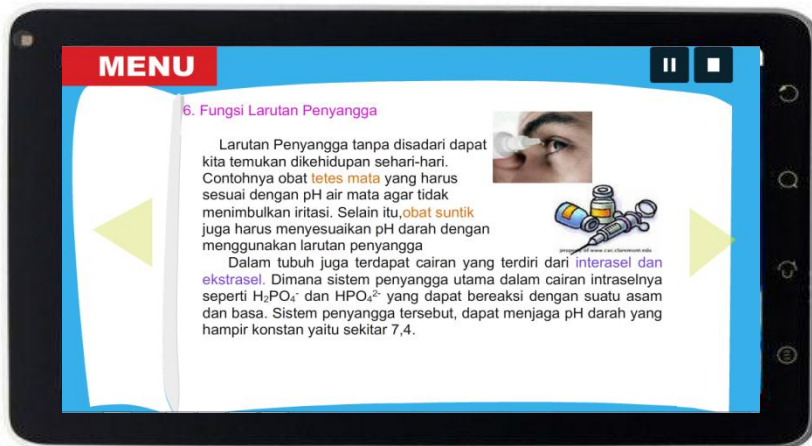 MENU
6. Fungsi Larutan Penyangga
Larutan Penyangga tanpa disadari dapat
kita temukan dikehidupan sehari-hari.
Contohnya obat tetes mata yang harus
sesuai dengan pH air mata agar tidak
menimbulkan iritasi. Selain itu,obat suntik
juga harus menyesuaikan pH darah dengan
menggunakan larutan penyangga
Dalam tubuh juga terdapat cairan yang terdiri dari interasel dan
ekstrasel. Dimana sistem penyangga utama dalam cairan intraselnya
seperti H₂PO₄⁻ dan HPO₄²⁻ yang dapat bereaksi dengan suatu asam
dan basa. Sistem penyangga tersebut, dapat menjaga pH darah yang
hampir konstan yaitu sekitar 7,4.